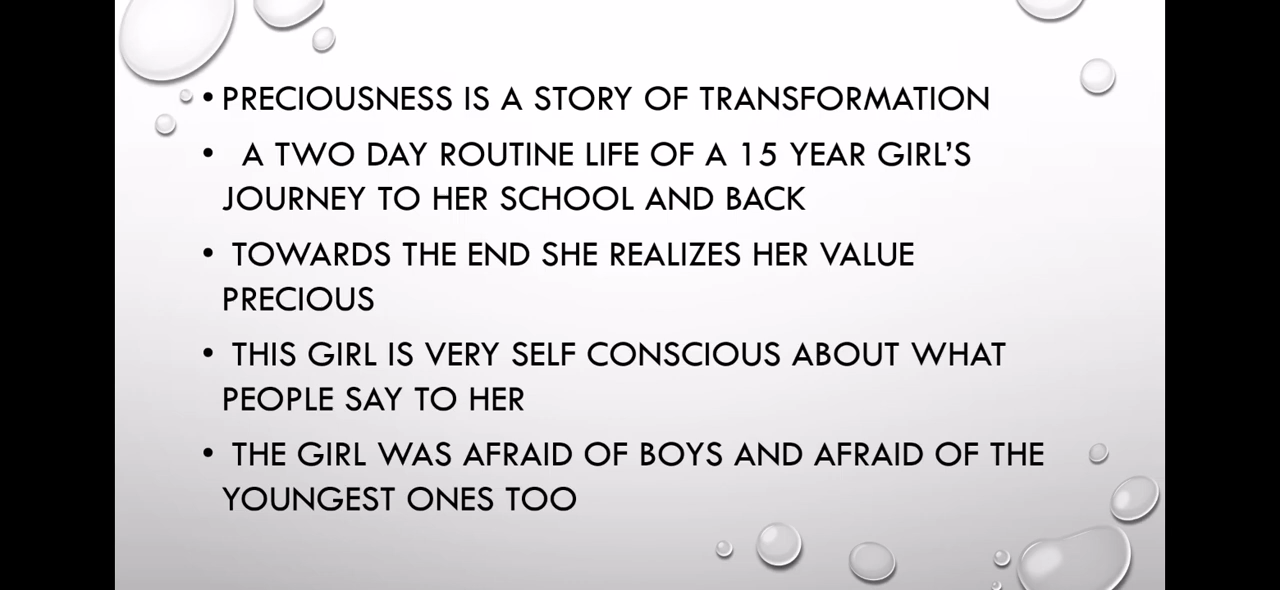 • PRECIOUSNESS IS A STORY OF TRANSFORMATION
• A TWO DAY ROUTINE LIFE OF A 15 YEAR GIRL'S
JOURNEY TO HER SCHOOL AND BACK
• TOWARDS THE END SHE REALIZES HER VALUE
PRECIOUS
• THIS GIRL IS VERY SELF CONSCIOUS ABOUT WHAT
PEOPLE SAY TO HER
• THE GIRL WAS AFRAID OF BOYS AND AFRAID OF THE
YOUNGEST ONES TOO